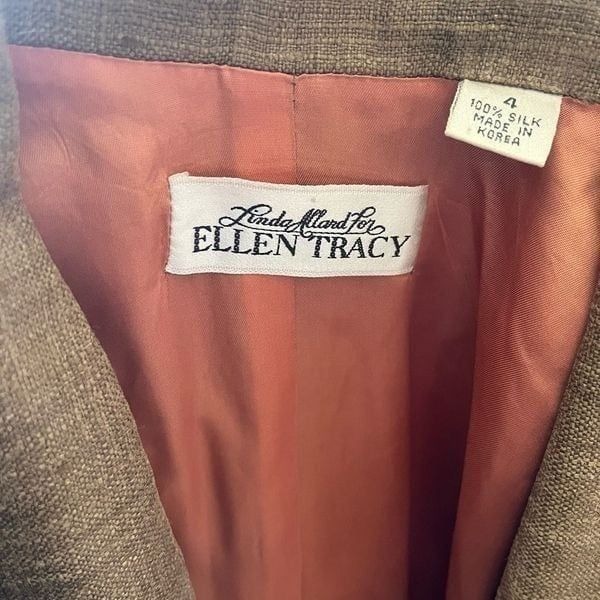 4
100% SILK
MADE IN
KOREA
Linda Allard For
ELLEN TRACY